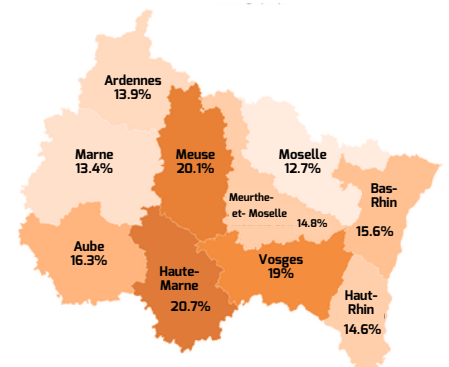 Ardennes
13.9%
Marne
13.4%
Meuse
20.1%
Moselle
12.7%
Meurthe-
et- Moselle
14.8%
Bas-
Rhin
15.6%
Aube
16.3%
Haute-
Marne
20.7%
Vosges
19%
Haut-
Rhin
14.6%